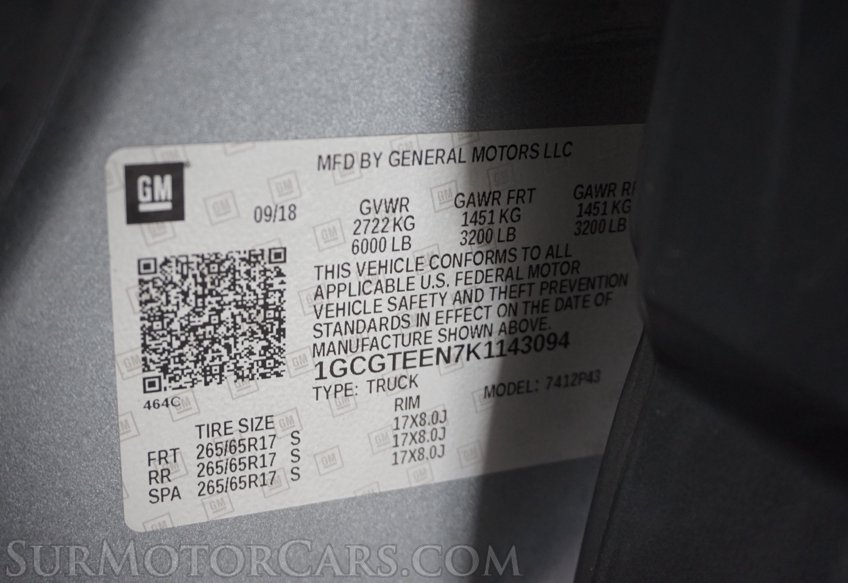 GM
MFD BY GENERAL MOTORS LLC
09/18
GVWR
2722 KG
6000 LB
GAWR FRT
1451 KG
3200 LB
GAWR
1451 KG
3200 LB
THIS VEHICLE CONFORMS TO ALL
APPLICABLE U.S. FEDERAL MOTOR
VEHICLE SAFETY AND THEFT PREVENTION
STANDARDS IN EFFECT ON THE DATE OF
MANUFACTURE SHOWN ABOVE.
1GCGTEEN7K1143094
TYPE: TRUCK MODEL: 7412P43
464C
TIRE SIZE RIM
FRT 265/65R17 S 17X8.0J
RR 265/65R17 S 17X8.0J
SPA 265/65R17 S 17X8.0J
SURMOTORCARS.COM